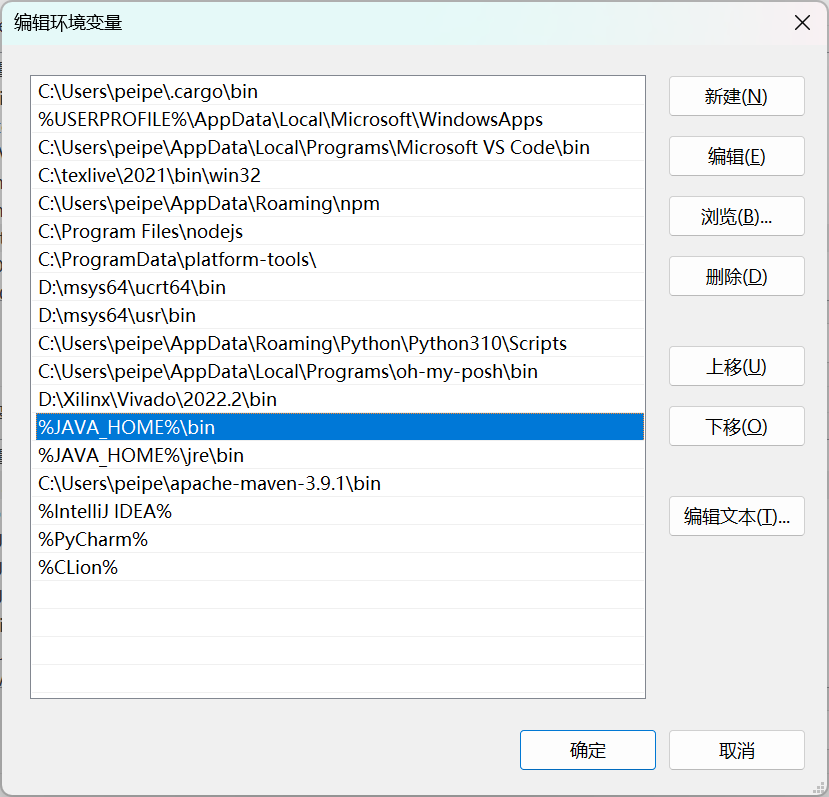 编辑环境变量
C:\Users\peipe\.cargo\bin
%USERPROFILE%\AppData\Local\Microsoft\WindowsApps
C:\Users\peipe\AppData\Local\Programs\Microsoft VS Code\bin
C:\texlive\2021\bin\win32
C:\Users\peipe\AppData\Roaming\npm
C:\Program Files\nodejs
C:\ProgramData\platform-tools\
D:\msys64\ucrt64\bin
D:\msys64\usr\bin
C:\Users\peipe\AppData\Roaming\Python\Python310\Scripts
C:\Users\peipe\AppData\Local\Programs\oh-my-posh\bin
D:\Xilinx\Vivado\2022.2\bin
%JAVA_HOME%\bin
%JAVA_HOME%\jre\bin
C:\Users\peipe\apache-maven-3.9.1\bin
%IntelliJ IDEA%
%PyCharm%
%CLion%
新建(N)
编辑(E)
浏览(B)...
删除(D)
上移(U)
下移(O)
编辑文本(T)...
确定
取消